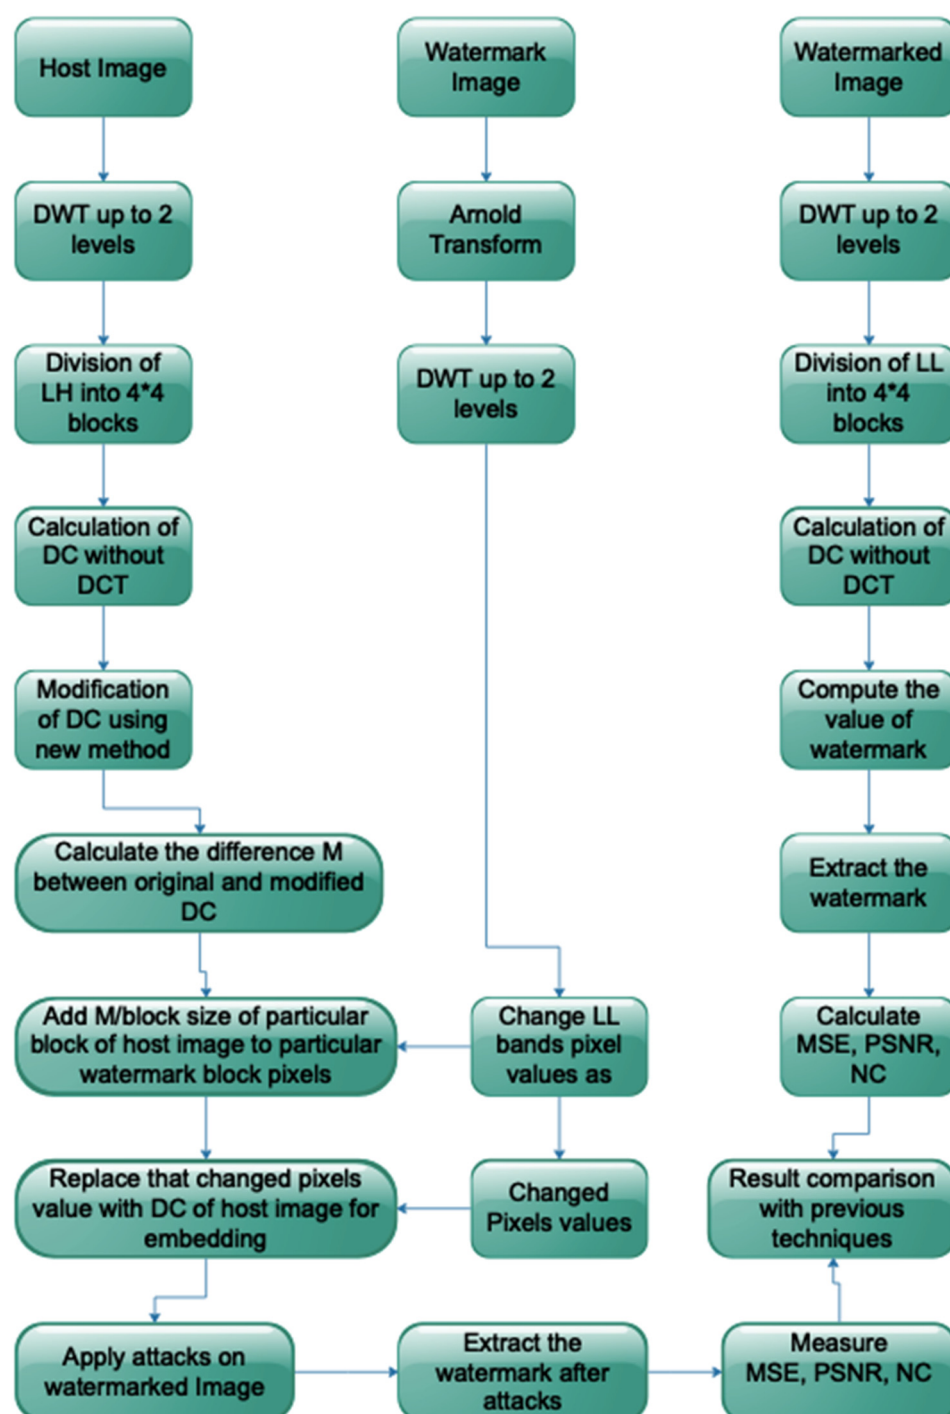 Host Image
DWT up to 2
levels
Division of
LH into 4*4
blocks
Calculation of
DC without
DCT
Modification
of DC using
new method
Calculate the difference M
between original and modified
DC
Add M/block size of particular
block of host image to particular
watermark block pixels
Replace that changed pixels
value with DC of host image for
embedding
Apply attacks on
watermarked Image
Watermark
Image
Arnold
Transform
DWT up to 2
levels
Change LL
bands pixel
values as
Changed
Pixels values
Extract the
watermark after
attacks
Watermarked
Image
DWT up to 2
levels
Division of LL
into 4*4
blocks
Calculation of
DC without
DCT
Compute the
value of
watermark
Extract the
watermark
Calculate
MSE, PSNR,
NC
Result comparison
with previous
techniques
Measure
MSE, PSNR, NC